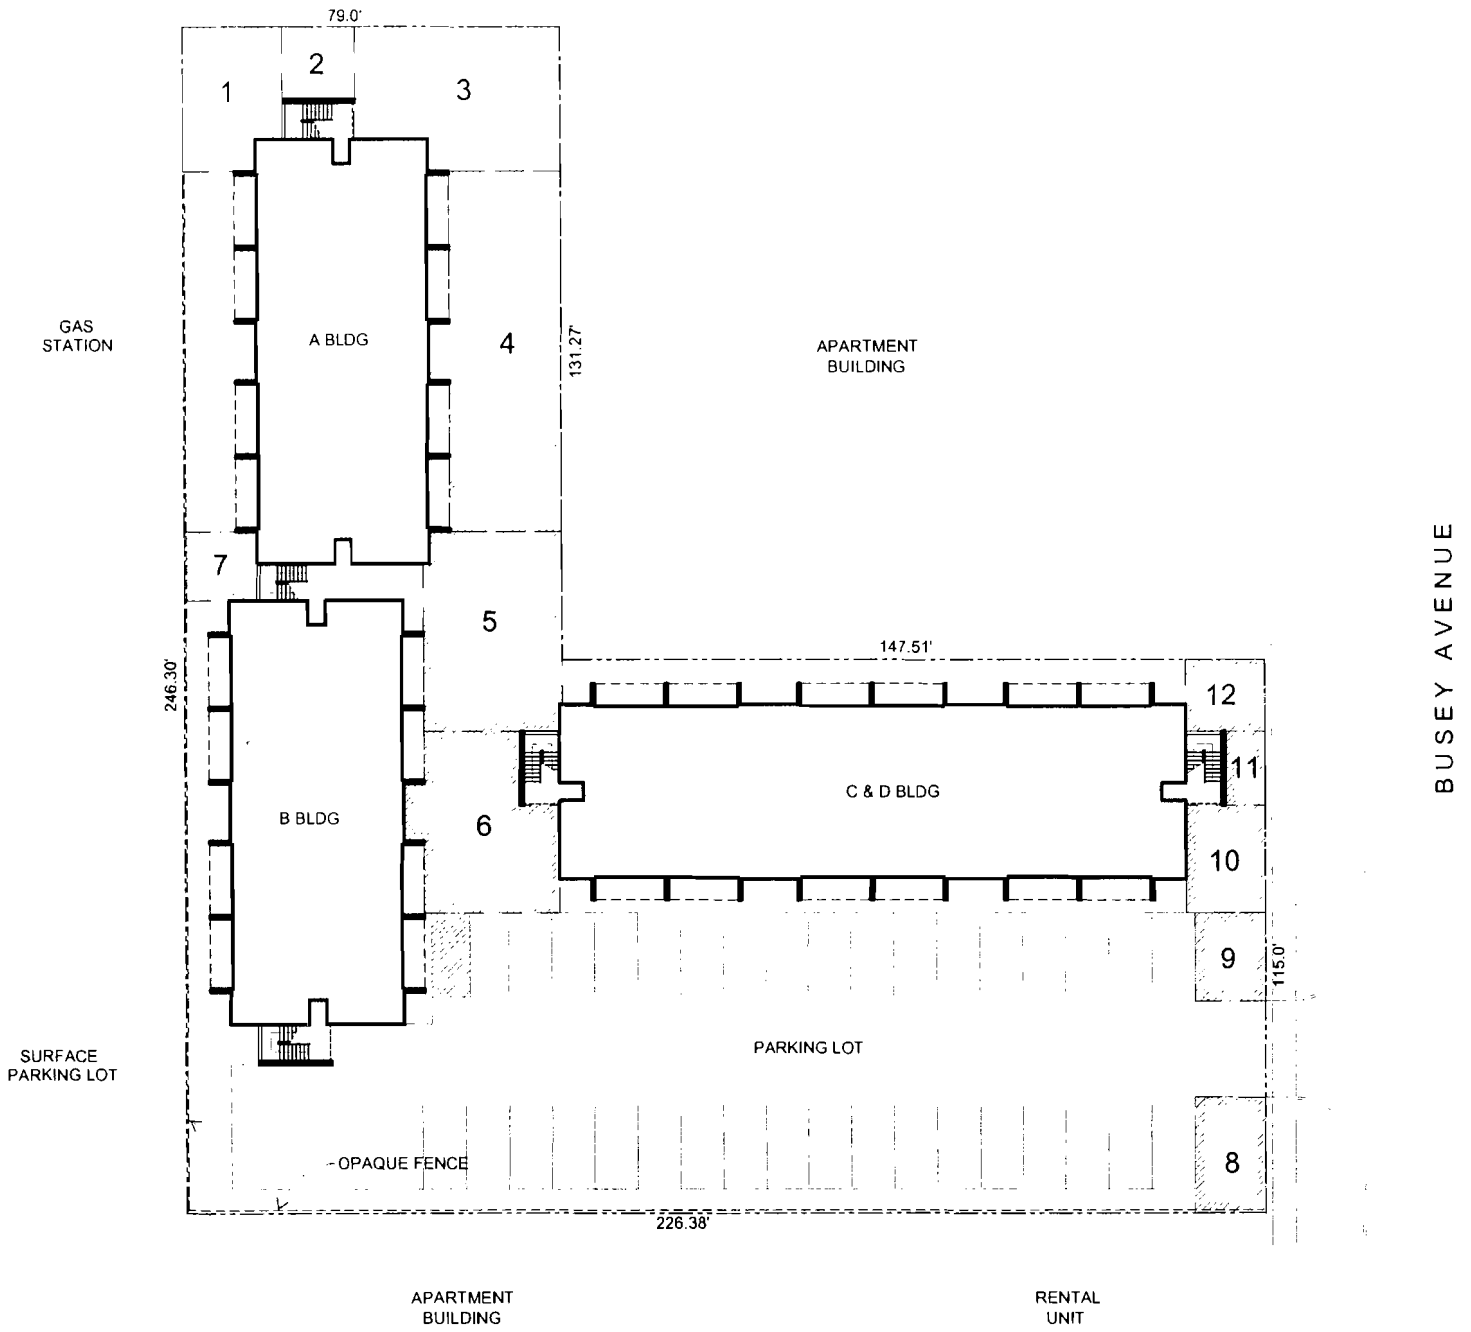 79.0'
1
2
3
GAS
STATION
A BLDG
4
131.27'
APARTMENT
BUILDING
BUSEY AVENUE
7
5
246.30'
147.51'
12
11
C & D BLDG
B BLDG
6
10
9
115.0'
SURFACE
PARKING LOT
PARKING LOT
OPAQUE FENCE
8
226.38'
APARTMENT
BUILDING
RENTAL
UNIT